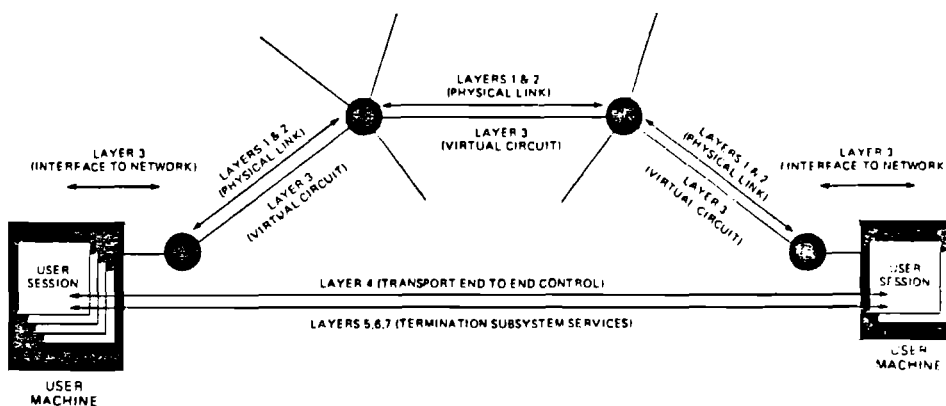 LAYERS 1 & 2
(PHYSICAL LINK)
LAYER 3
(VIRTUAL CIRCUIT)
LAYER 3
(INTERFACE TO NETWORK)
LAYERS 1 & 2
(PHYSICAL LINK)
LAYER 3
(VIRTUAL CIRCUIT)
LAYERS 1 & 2
(PHYSICAL LINK)
LAYER 3
(VIRTUAL CIRCUIT)
LAYER 3
(INTERFACE TO NETWORK)
USER
SESSION
USER
SESSION
LAYER 4 (TRANSPORT END TO END CONTROL)
LAYERS 5,6,7 (TERMINATION SUBSYSTEM SERVICES)
USER
MACHINE
USER
MACHINE